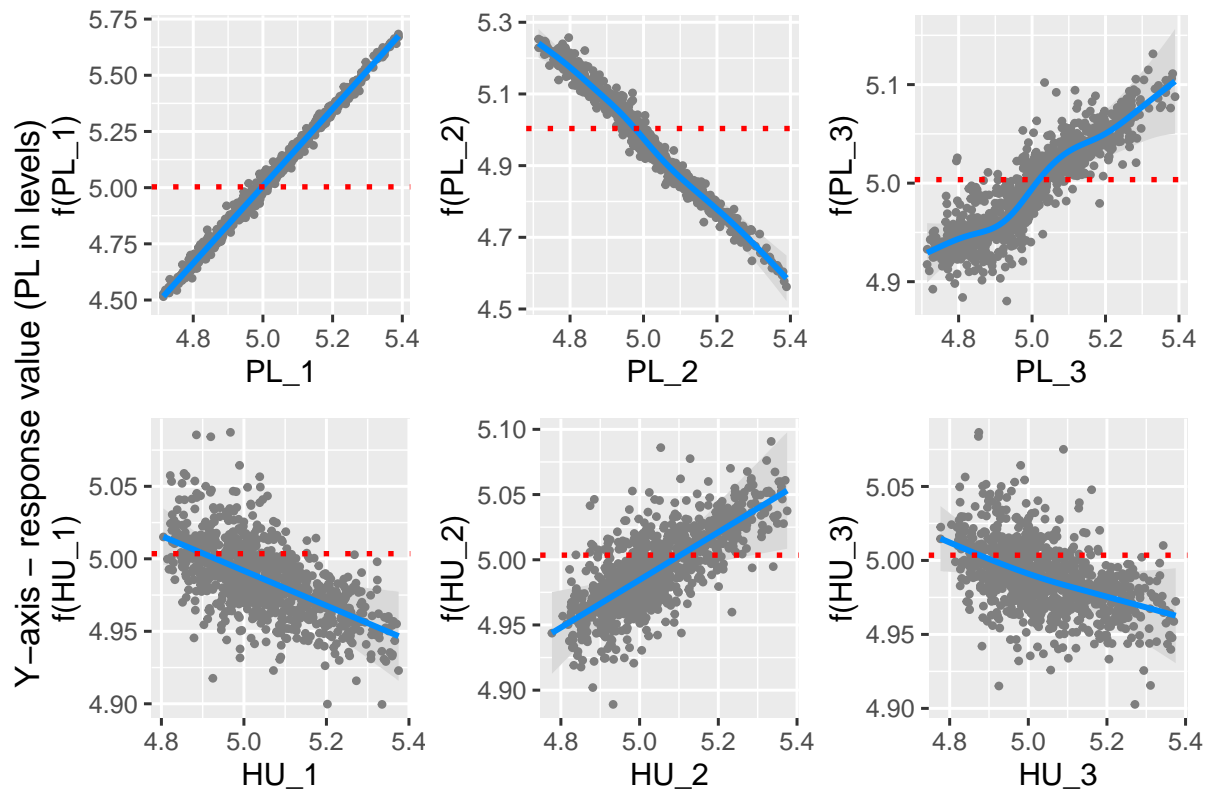 Y−axis − response value (PL in levels)
f(PL_1)
5.75
5.50
5.25
5.00
4.75
4.50
4.8 5.0 5.2 5.4
PL_1
f(PL_2)
5.3
5.1
4.9
4.7
4.5
4.8 5.0 5.2 5.4
PL_2
f(PL_3)
5.1
5.0
4.9
4.8 5.0 5.2 5.4
PL_3
f(HU_1)
5.05
5.00
4.95
4.90
4.8 5.0 5.2 5.4
HU_1
f(HU_2)
5.10
5.05
5.00
4.95
4.90
4.8 5.0 5.2 5.4
HU_2
f(HU_3)
5.05
5.00
4.95
4.90
4.8 5.0 5.2 5.4
HU_3